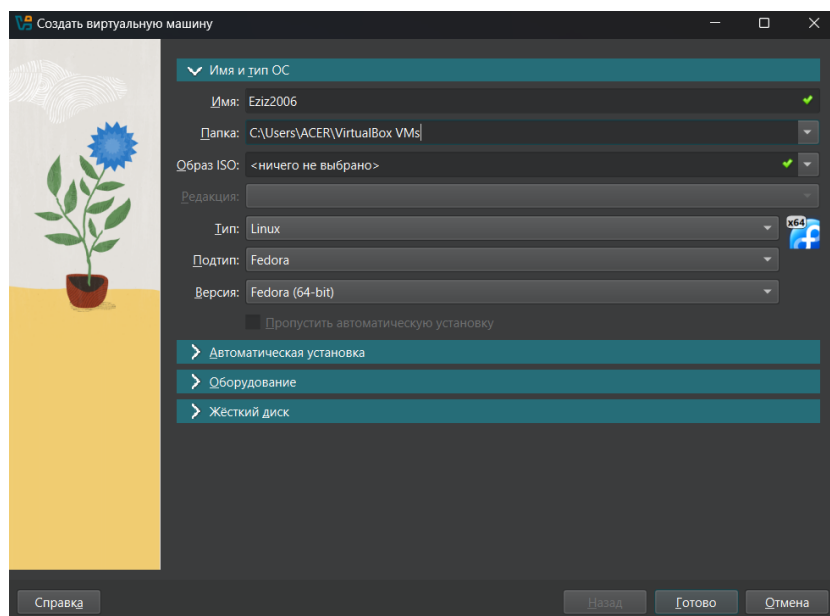 Создать виртуальную машину
Имя и тип ОС
Имя: Eziz2006
Папка: C:\Users\ACER\VirtualBox VMs
Образ ISO: <ничего не выбрано>
Редакция:
Тип: Linux
x64
Подтип: Fedora
Версия: Fedora (64-bit)
Пропустить автоматическую установку
Автоматическая установка
Оборудование
Жёсткий диск
Справка Назад Готово Отмена